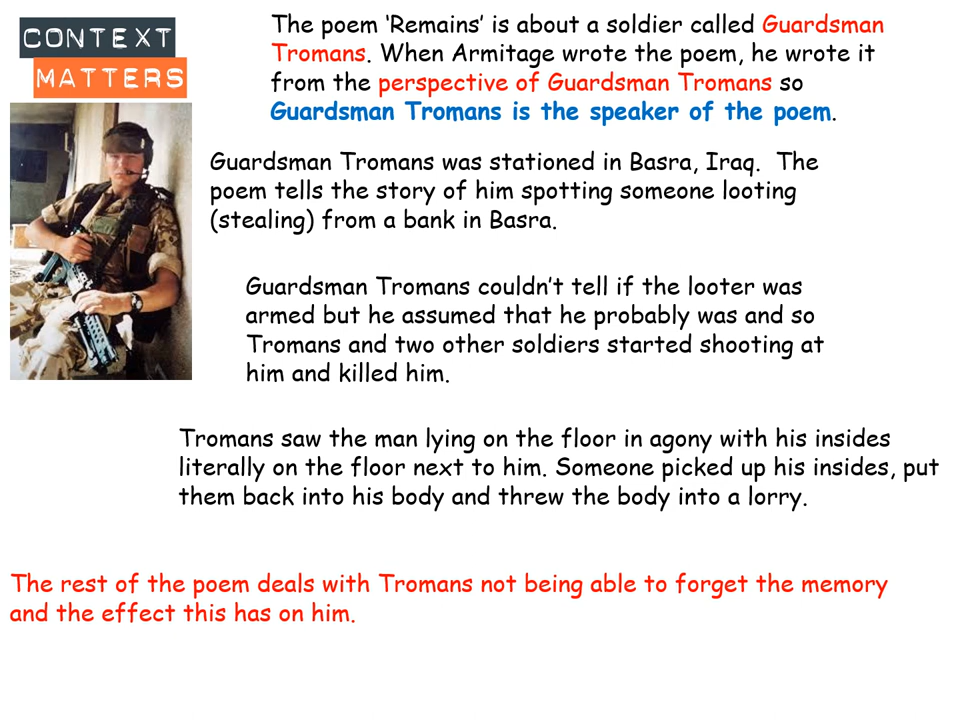 CONTEXT
MATTERS
The poem ‘Remains’ is about a soldier called Guardsman
Tromans. When Armitage wrote the poem, he wrote it
from the perspective of Guardsman Tromans so
Guardsman Tromans is the speaker of the poem.
Guardsman Tromans was stationed in Basra, Iraq.  The
poem tells the story of him spotting someone looting
(stealing) from a bank in Basra.
Guardsman Tromans couldn’t tell if the looter was
armed but he assumed that he probably was and so
Tromans and two other soldiers started shooting at
him and killed him.
Tromans saw the man lying on the floor in agony with his insides
literally on the floor next to him. Someone picked up his insides, put
them back into his body and threw the body into a lorry.
The rest of the poem deals with Tromans not being able to forget the memory
and the effect this has on him.